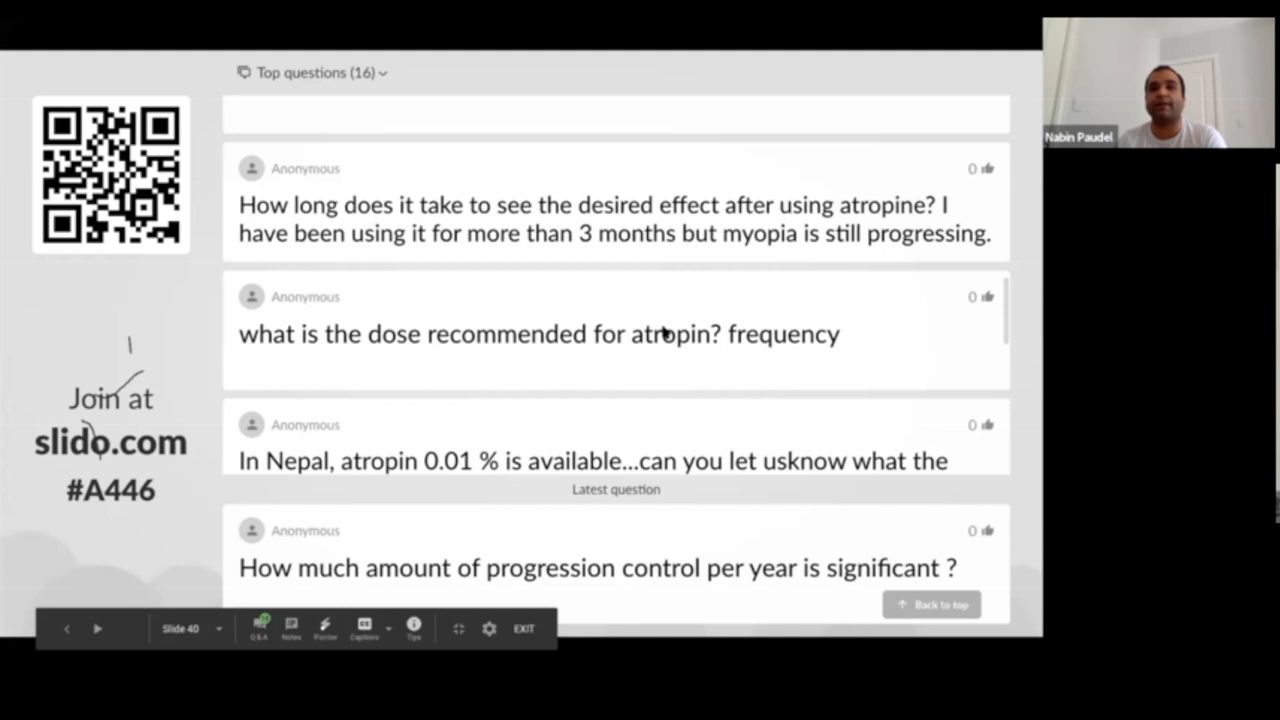 Top questions (16)
Anonymous
0
How long does it take to see the desired effect after using atropine? I
have been using it for more than 3 months but myopia is still progressing.
Anonymous
0
what is the dose recommended for atropin? frequency
Anonymous
0
In Nepal, atropin 0.01 % is available...can you let usknow what the
Latest question
Anonymous
0
How much amount of progression control per year is significant ?
Back to top
Join at
slido.com
#A446
Slide 40
Q&A
Notes
Pointer
Captions
Tips
EXIT
Nabin Paudel